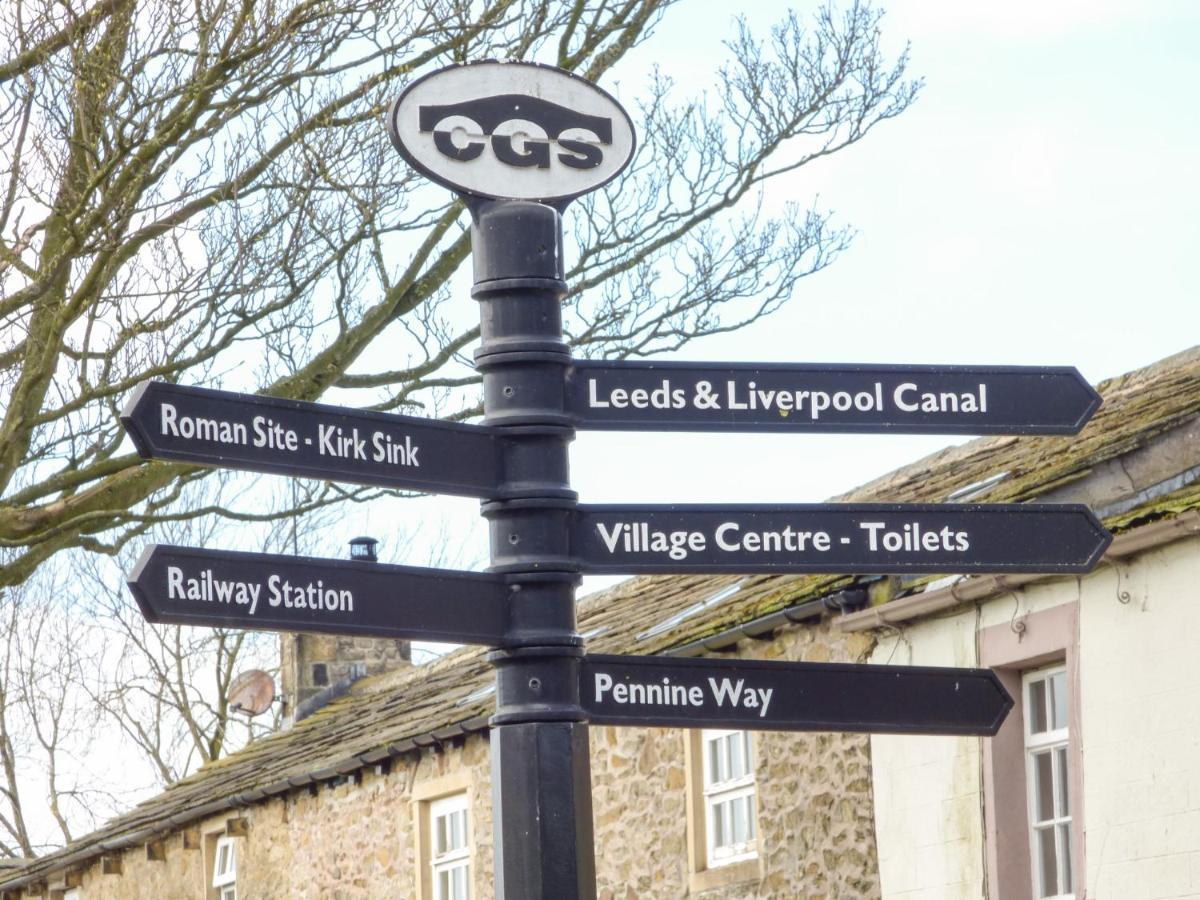 CGS
Leeds & Liverpool Canal
Roman Site - Kirk Sink
Village Centre - Toilets
Railway Station
Pennine Way